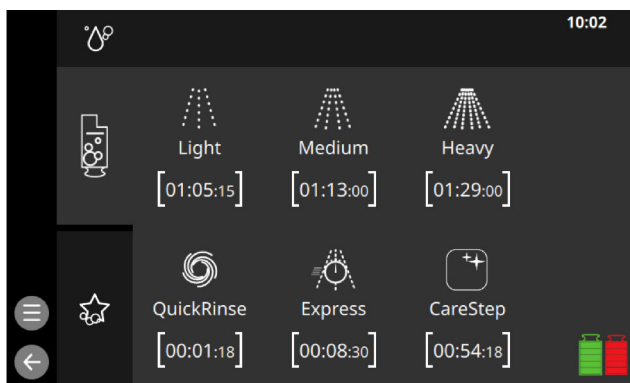 10:02
Light Medium Heavy
[01:05:15] [01:13:00] [01:29:00]
QuickRinse Express CareStep
[00:01:18] [00:08:30] [00:54:18]